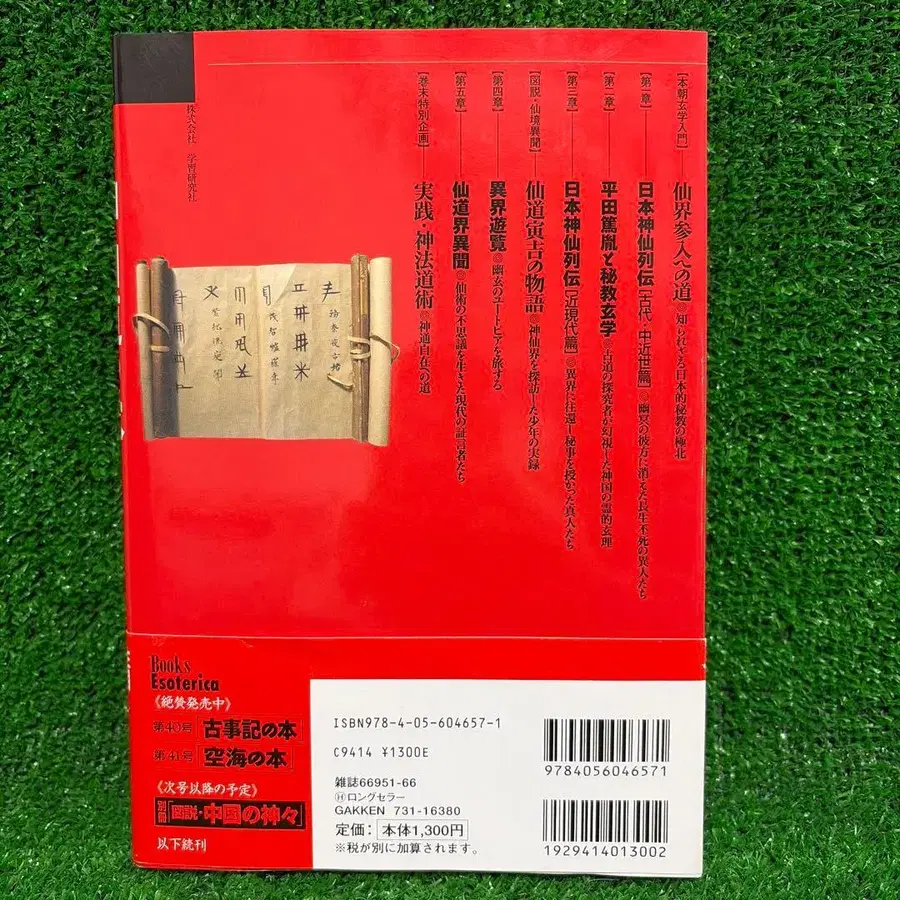 [本朝玄学入門]──仙界参入への道◎知られざる日本的秘教の極北
[第一章]──日本神仙列伝[古代・中近世篇]◎幽冥の彼方に消えた長生不死の異人たち
[第二章]──平田篤胤と秘教玄学◎古道の探究者が幻視した神国の霊的玄理
[第三章]──日本神仙列伝[近現代篇]◎異界に往還し秘事を授かった真人たち
[図説・仙境異聞]──仙道寅吉の物語◎神仙界を探訪した少年の実録
[第四章]──異界遊覧◎幽玄のユートピアを旅する
[第五章]──仙道界異聞◎仙術の不思議を生きた現代の証言者たち
[巻末特別企画]──実践・神法道術◎神通自在への道
株式会社 学習研究社
Books
Esoterica
《絶賛発売中》
第40号「古事記の本」
第41号「空海の本」
《次号以降の予定》
別冊「図説・中国の神々」
以下続刊
ISBN978-4-05-604657-1
C9414 ¥1300E
雑誌66951-66
Ⓗロングセラー
GAKKEN 731-16380
定価: 本体1,300円
※税が別に加算されます。
9784056046571
1929414013002